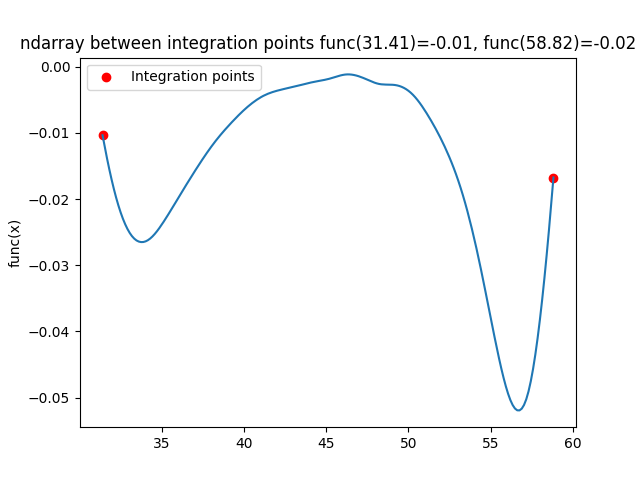 ndarray between integration points func(31.41)=-0.01, func(58.82)=-0.02
Integration points
func(x)
0.00
−0.01
−0.02
−0.03
−0.04
−0.05
35 40 45 50 55 60